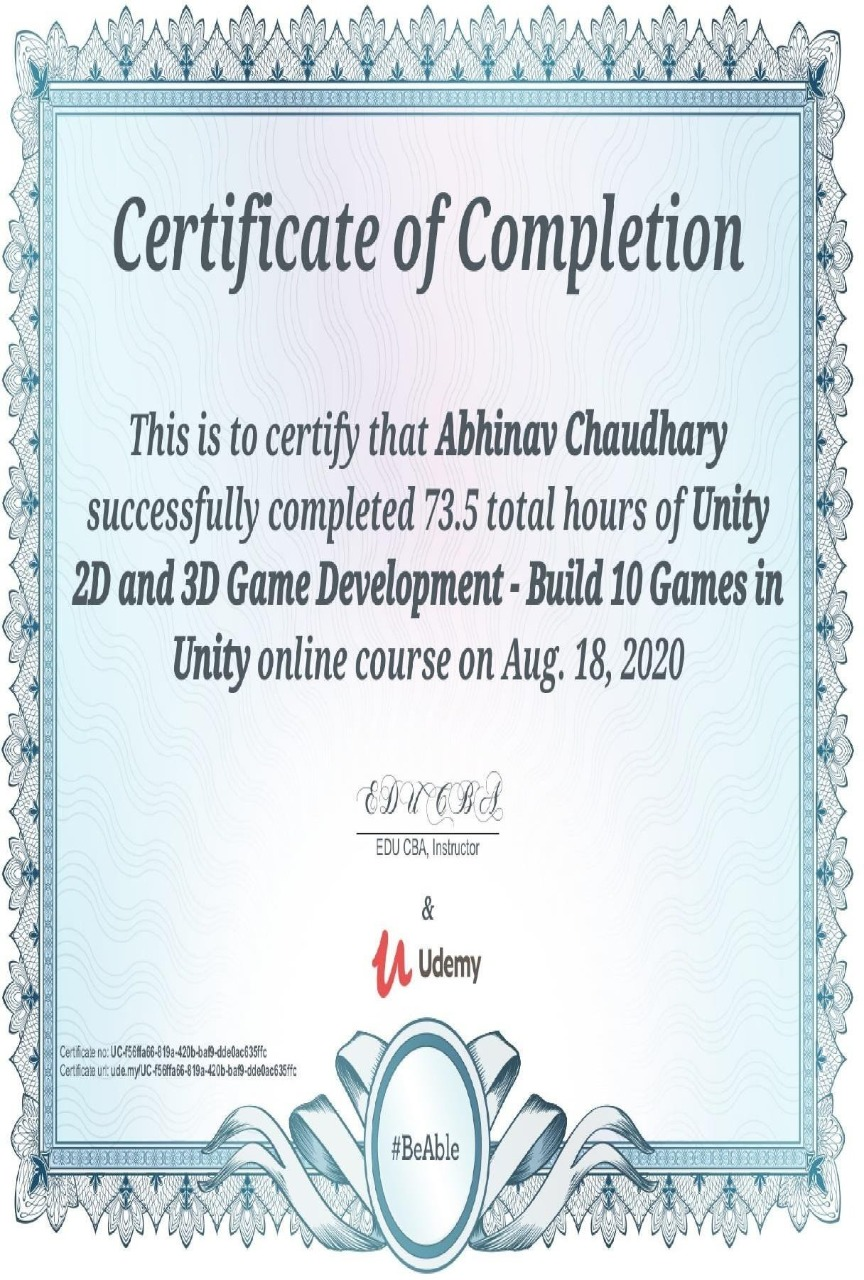 Certificate of Completion
This is to certify that Abhinav Chaudhary
successfully completed 73.5 total hours of Unity
2D and 3D Game Development - Build 10 Games in
Unity online course on Aug. 18, 2020
EDU CBA
EDU CBA, Instructor
&
Udemy
Certificate no: UC-f56ffa66-819a-420b-baf9-dde0ac635ffc
Certificate url: ude.my/UC-f56ffa66-819a-420b-baf9-dde0ac635ffc
#BeAble